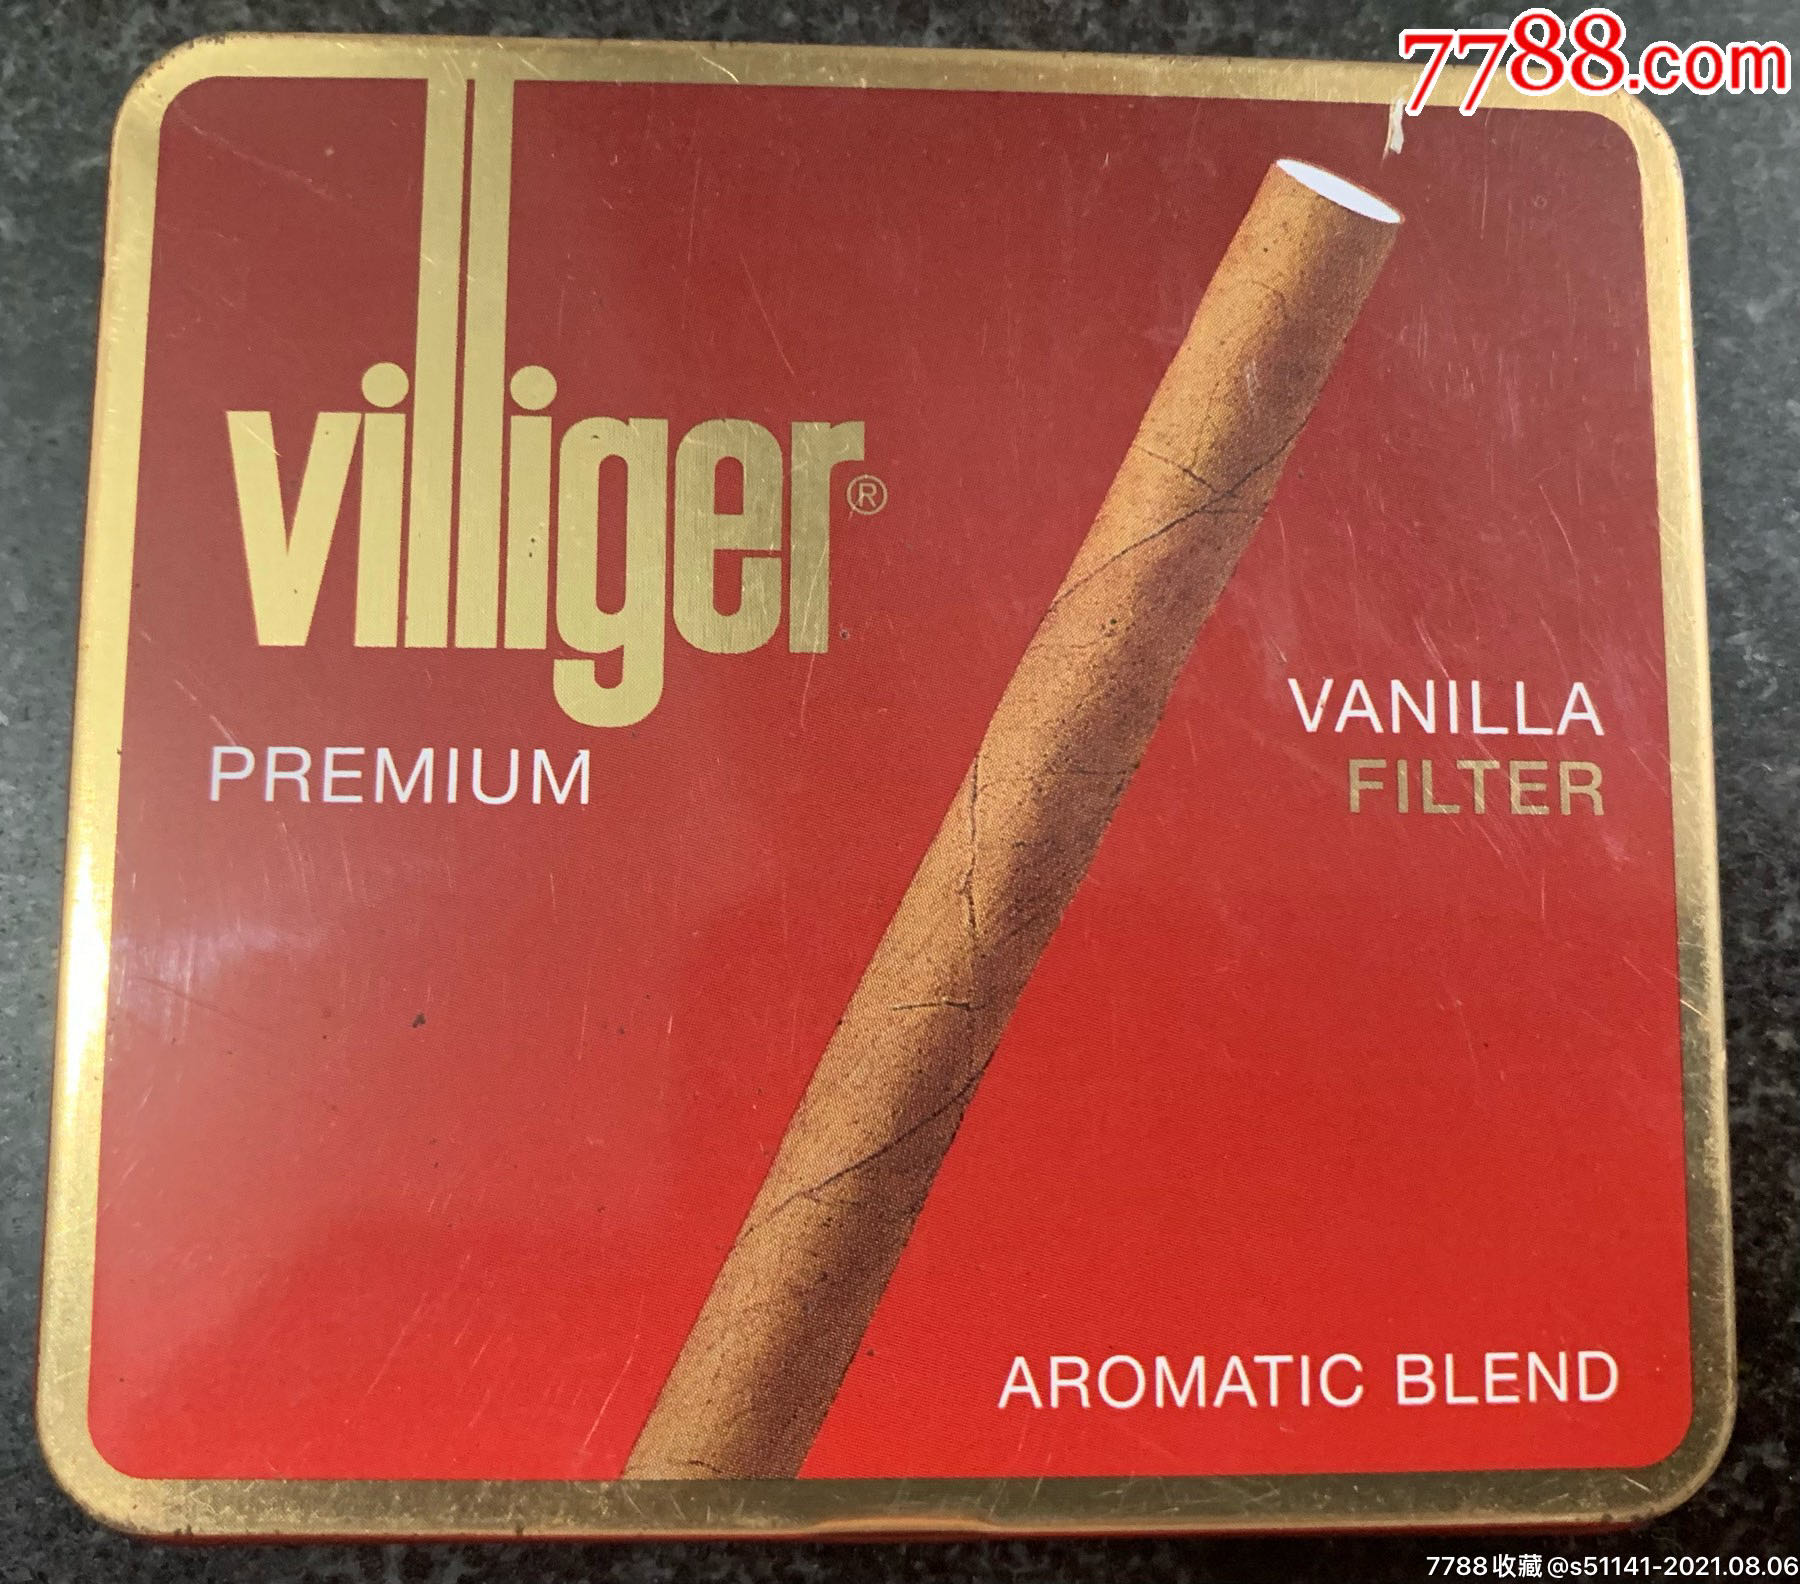 7788.com
villiger®
PREMIUM
VANILLA
FILTER
AROMATIC BLEND
7788收藏@s51141-2021.08.06